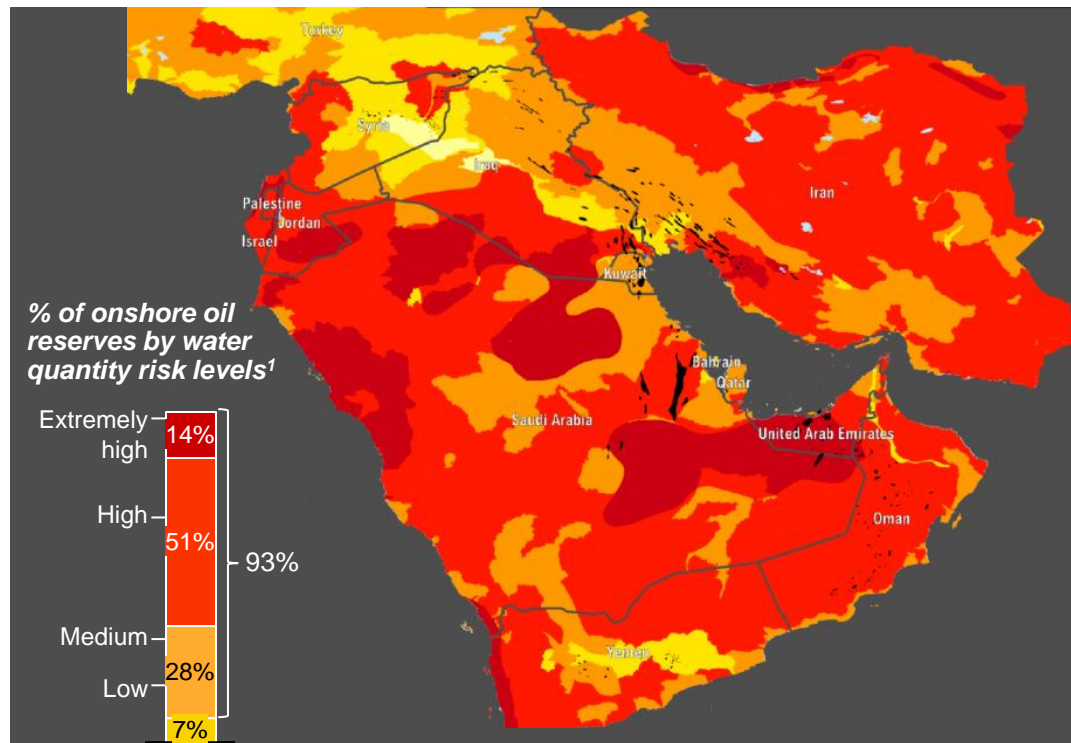 Turkey
Syria
Iraq
Iran
Palestine
Jordan
Israel
Kuwait
% of onshore oil
reserves by water
quantity risk levels1
Bahrain
Qatar
Saudi Arabia
United Arab Emirates
Oman
Yemen
Extremely
high
14%
High
51%
93%
Medium
28%
Low
7%